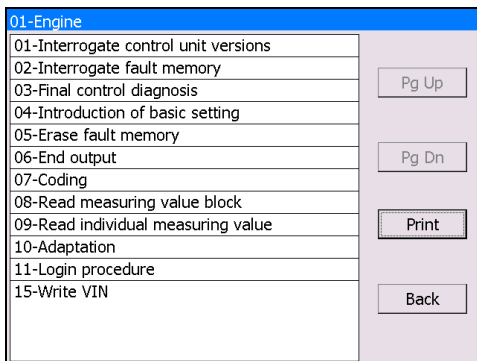 01-Engine
01-Interrogate control unit versions
02-Interrogate fault memory
03-Final control diagnosis
04-Introduction of basic setting
05-Erase fault memory
06-End output
07-Coding
08-Read measuring value block
09-Read individual measuring value
10-Adaptation
11-Login procedure
15-Write VIN
Pg Up
Pg Dn
Print
Back